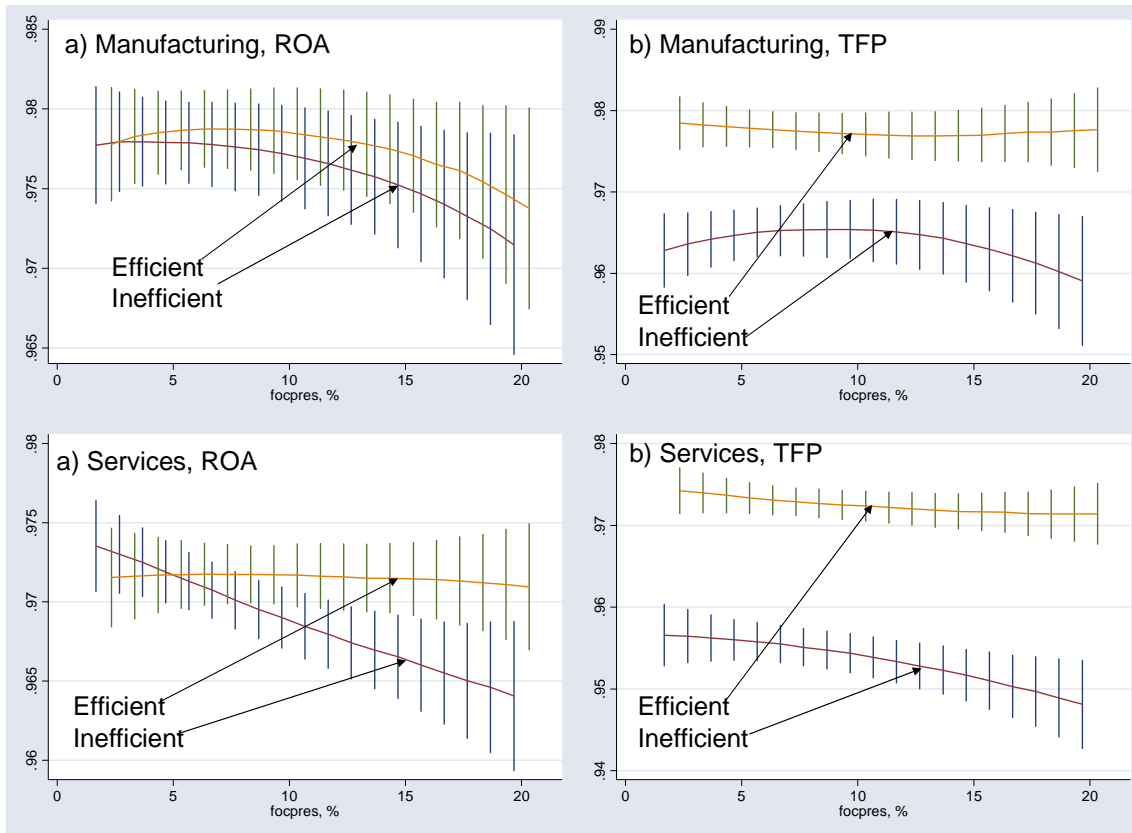 a) Manufacturing, ROA
.985
.98
.975
.97
.965
Efficient
Inefficient
0 5 10 15 20
focpres, %
b) Manufacturing, TFP
.99
.98
.97
.96
.95
Efficient
Inefficient
0 5 10 15 20
focpres, %
a) Services, ROA
.98
.975
.97
.965
.96
Efficient
Inefficient
0 5 10 15 20
focpres, %
b) Services, TFP
.98
.97
.96
.95
.94
Efficient
Inefficient
0 5 10 15 20
focpres, %